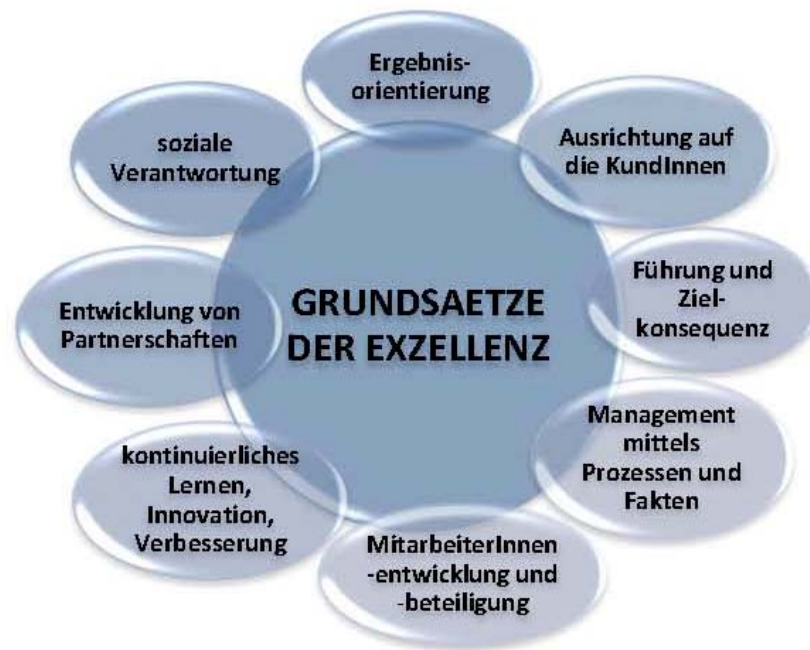 Ergebnis-
orientierung
Ausrichtung auf
die KundInnen
Führung und
Ziel-
konsequenz
Management
mittels
Prozessen und
Fakten
MitarbeiterInnen
-entwicklung und
-beteiligung
kontinuierliches
Lernen,
Innovation,
Verbesserung
Entwicklung von
Partnerschaften
soziale
Verantwortung
GRUNDSAETZE
DER EXZELLENZ